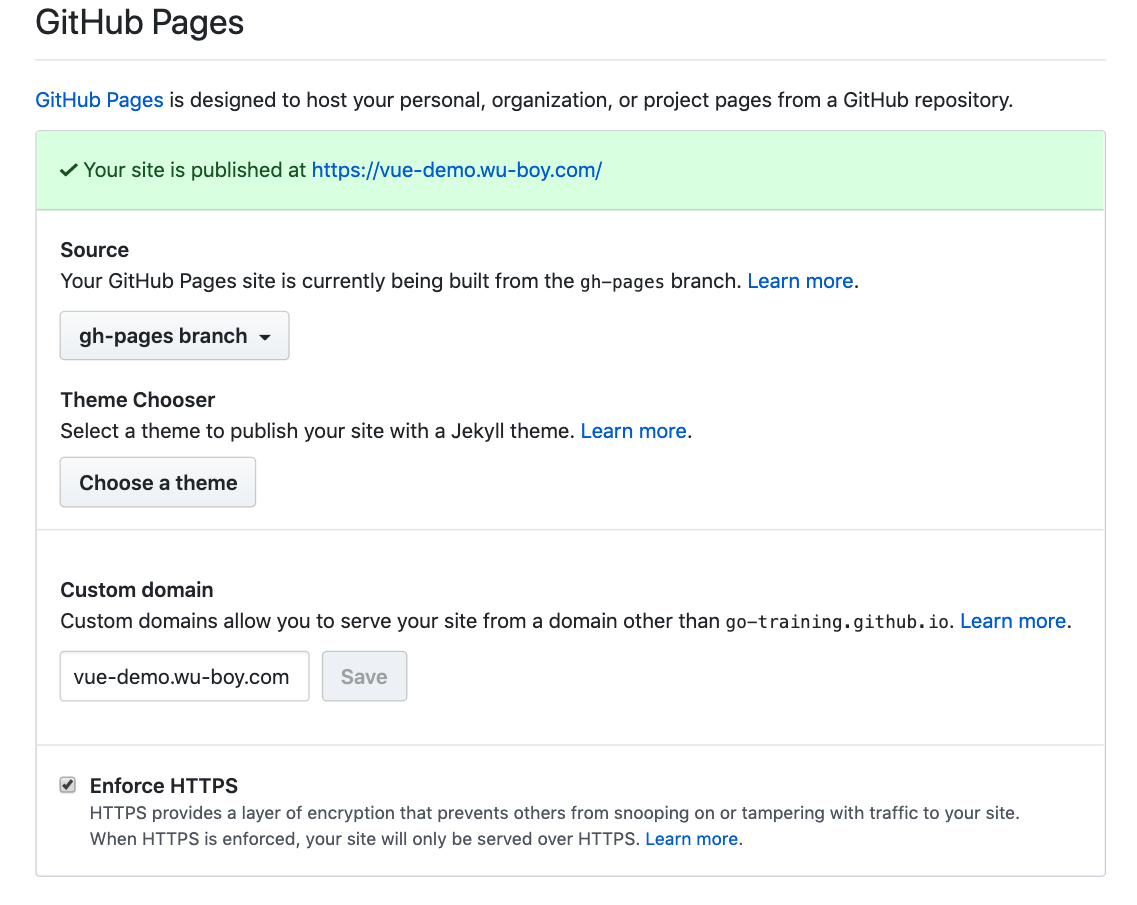 GitHub Pages
GitHub Pages is designed to host your personal, organization, or project pages from a GitHub repository.
Your site is published at https://vue-demo.wu-boy.com/
Source
Your GitHub Pages site is currently being built from the gh-pages branch. Learn more.
gh-pages branch
Theme Chooser
Select a theme to publish your site with a Jekyll theme. Learn more.
Choose a theme
Custom domain
Custom domains allow you to serve your site from a domain other than go-training.github.io. Learn more.
vue-demo.wu-boy.com Save
Enforce HTTPS
HTTPS provides a layer of encryption that prevents others from snooping on or tampering with traffic to your site.
When HTTPS is enforced, your site will only be served over HTTPS. Learn more.